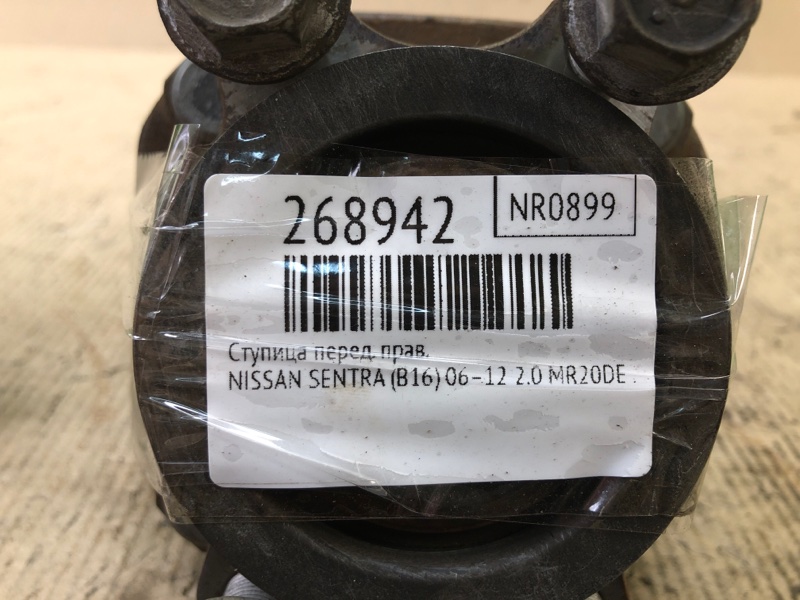 268942
NR0899
Ступица перед. прав.
NISSAN SENTRA (B16) 06-12 2.0 MR20DE.